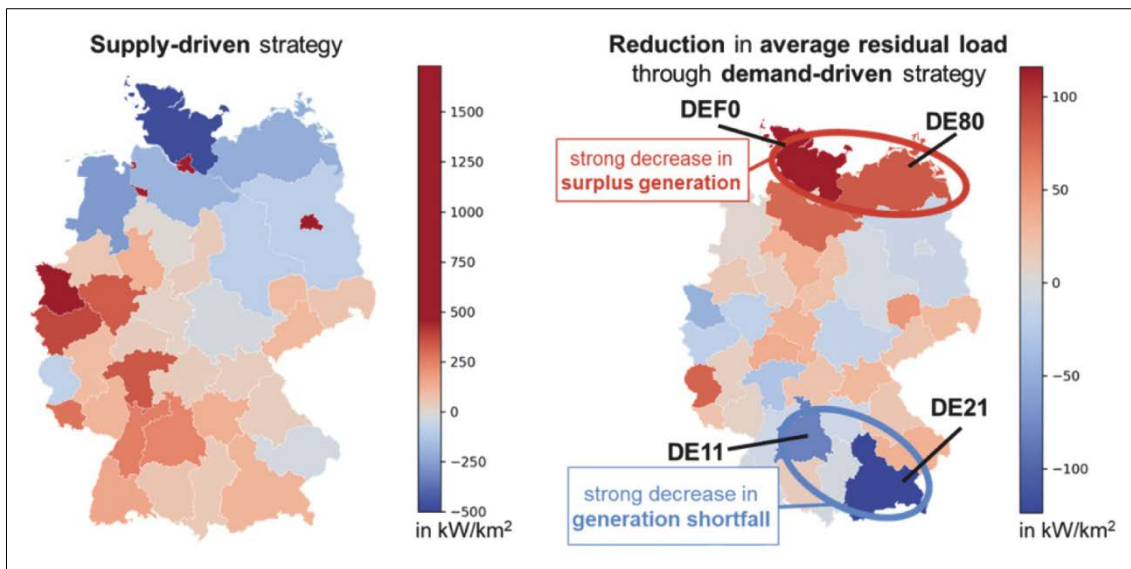 Supply-driven strategy
1500
1250
1000
750
500
250
0
−250
−500
in kW/km²
Reduction in average residual load
through demand-driven strategy
DEF0
DE80
strong decrease in
surplus generation
DE11
DE21
strong decrease in
generation shortfall
100
50
0
−50
−100
in kW/km²